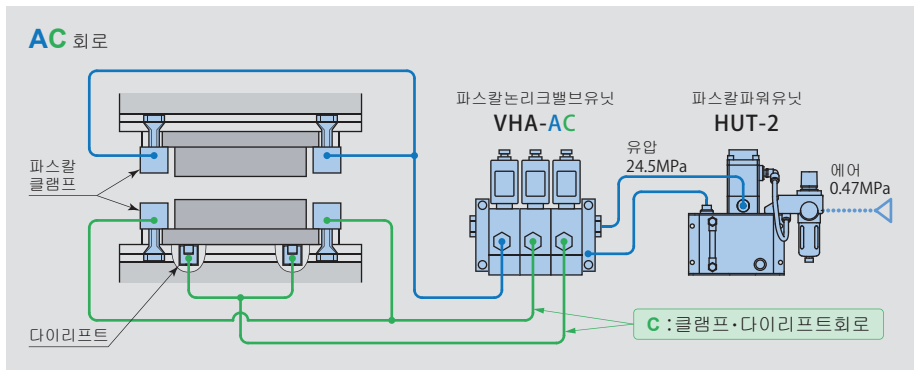 AC 회로
파스칼
클램프
다이리프트
파스칼논리크밸브유닛
VHA-AC
파스칼파워유닛
HUT-2
유압
24.5MPa
에어
0.47MPa
C : 클램프·다이리프트회로